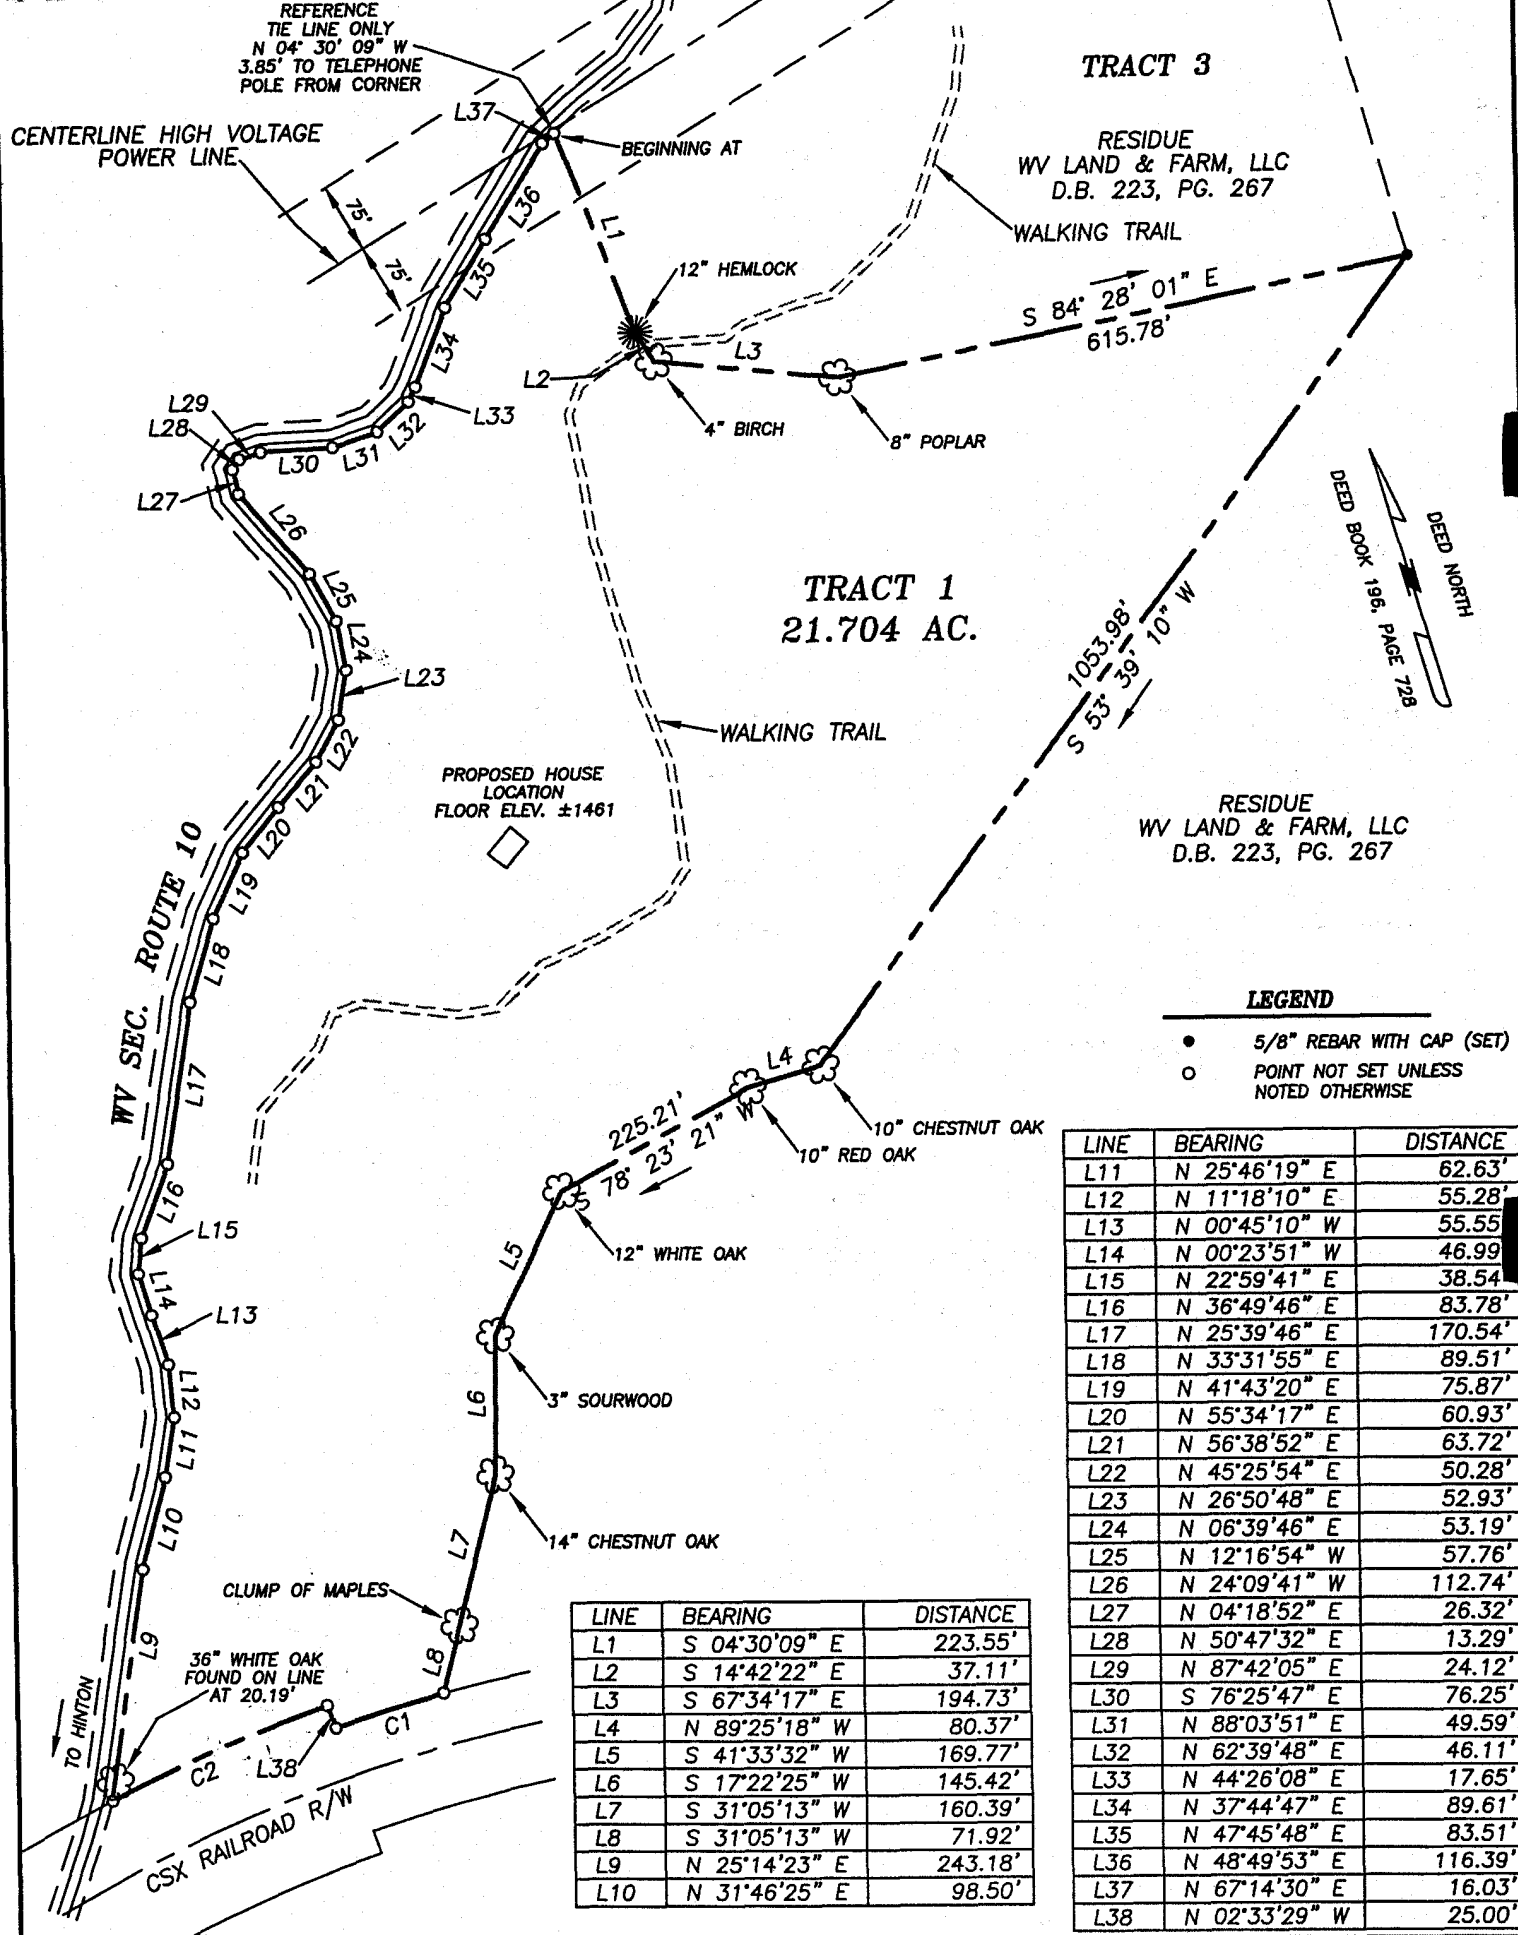 REFERENCE
TIE LINE ONLY
N 04° 30' 09" W
3.85' TO TELEPHONE
POLE FROM CORNER
TRACT 3
L37
CENTERLINE HIGH VOLTAGE
POWER LINE
BEGINNING AT
RESIDUE
WV LAND & FARM, LLC
D.B. 223, PG. 267
75'
75'
L36
L1
WALKING TRAIL
12" HEMLOCK
L35
S 84° 28' 01" E
615.78'
L34
L3
L2
L29
L28
L33
L32
L31
L30
4" BIRCH
8" POPLAR
L27
L26
DEED NORTH
DEED BOOK 196, PAGE 728
L25
TRACT 1
21.704 AC.
L24
L23
1053.98'
S 53° 39' 10" W
L22
WALKING TRAIL
L21
PROPOSED HOUSE
LOCATION
FLOOR ELEV. ±1461
L20
RESIDUE
WV LAND & FARM, LLC
D.B. 223, PG. 267
L19
WV SEC. ROUTE 10
L18
LEGEND
5/8" REBAR WITH CAP (SET)
POINT NOT SET UNLESS
NOTED OTHERWISE
L17
L4
225.21'
S 78° 23' 21" W
10" CHESTNUT OAK
10" RED OAK
L16
L15
L5
12" WHITE OAK
L14
L13
L12
L6
3" SOURWOOD
L11
L10
L7
14" CHESTNUT OAK
CLUMP OF MAPLES
L9
L8
36" WHITE OAK
FOUND ON LINE
AT 20.19'
TO HINTON
C1
C2
L38
CSX RAILROAD R/W
LINE BEARING DISTANCE
L1 S 04°30'09" E 223.55'
L2 S 14°42'22" E 37.11'
L3 S 67°34'17" E 194.73'
L4 N 89°25'18" W 80.37'
L5 S 41°33'32" W 169.77'
L6 S 17°22'25" W 145.42'
L7 S 31°05'13" W 160.39'
L8 S 31°05'13" W 71.92'
L9 N 25°14'23" E 243.18'
L10 N 31°46'25" E 98.50'
LINE BEARING DISTANCE
L11 N 25°46'19" E 62.63'
L12 N 11°18'10" E 55.28'
L13 N 00°45'10" W 55.55
L14 N 00°23'51" W 46.99
L15 N 22°59'41" E 38.54
L16 N 36°49'46" E 83.78'
L17 N 25°39'46" E 170.54'
L18 N 33°31'55" E 89.51'
L19 N 41°43'20" E 75.87'
L20 N 55°34'17" E 60.93'
L21 N 56°38'52" E 63.72'
L22 N 45°25'54" E 50.28'
L23 N 26°50'48" E 52.93'
L24 N 06°39'46" E 53.19'
L25 N 12°16'54" W 57.76'
L26 N 24°09'41" W 112.74'
L27 N 04°18'52" E 26.32'
L28 N 50°47'32" E 13.29'
L29 N 87°42'05" E 24.12'
L30 S 76°25'47" E 76.25'
L31 N 88°03'51" E 49.59'
L32 N 62°39'48" E 46.11'
L33 N 44°26'08" E 17.65'
L34 N 37°44'47" E 89.61'
L35 N 47°45'48" E 83.51'
L36 N 48°49'53" E 116.39'
L37 N 67°14'30" E 16.03'
L38 N 02°33'29" W 25.00'